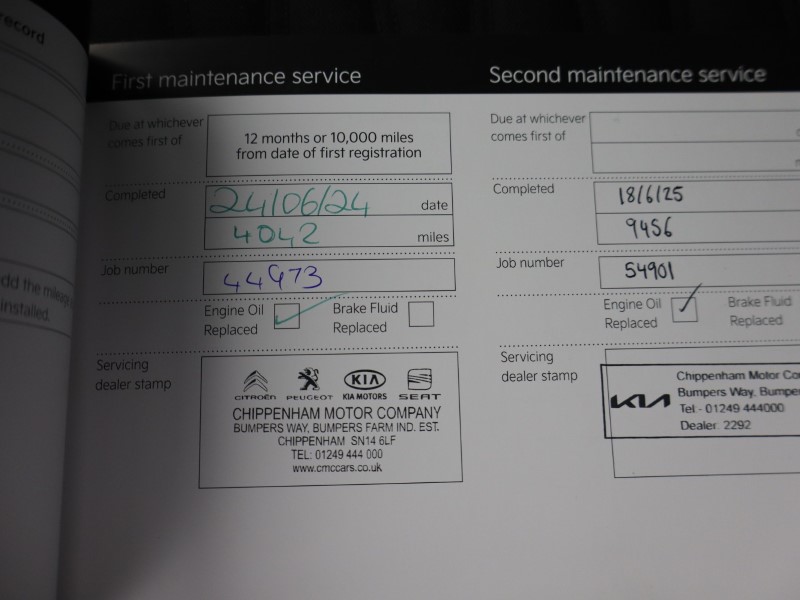 record
dd the mileag
installed.
First maintenance service
Due at whichever
comes first of
12 months or 10,000 miles
from date of first registration
Completed
24/06/24 date
4042 miles
Job number
44973
Engine Oil
Replaced
Brake Fluid
Replaced
Servicing
dealer stamp
CITROËN PEUGEOT KIA KIA MOTORS SEAT
CHIPPENHAM MOTOR COMPANY
BUMPERS WAY, BUMPERS FARM IND. EST.
CHIPPENHAM SN14 6LF
TEL: 01249 444 000
www.cmccars.co.uk
Second maintenance service
Due at whichever
comes first of
Completed
18/6/25
9456
Job number
54901
Engine Oil
Replaced
Brake Fluid
Replaced
Servicing
dealer stamp
KIA
Chippenham Motor Co
Bumpers Way, Bumpe
Tel:- 01249 444000
Dealer. 2292